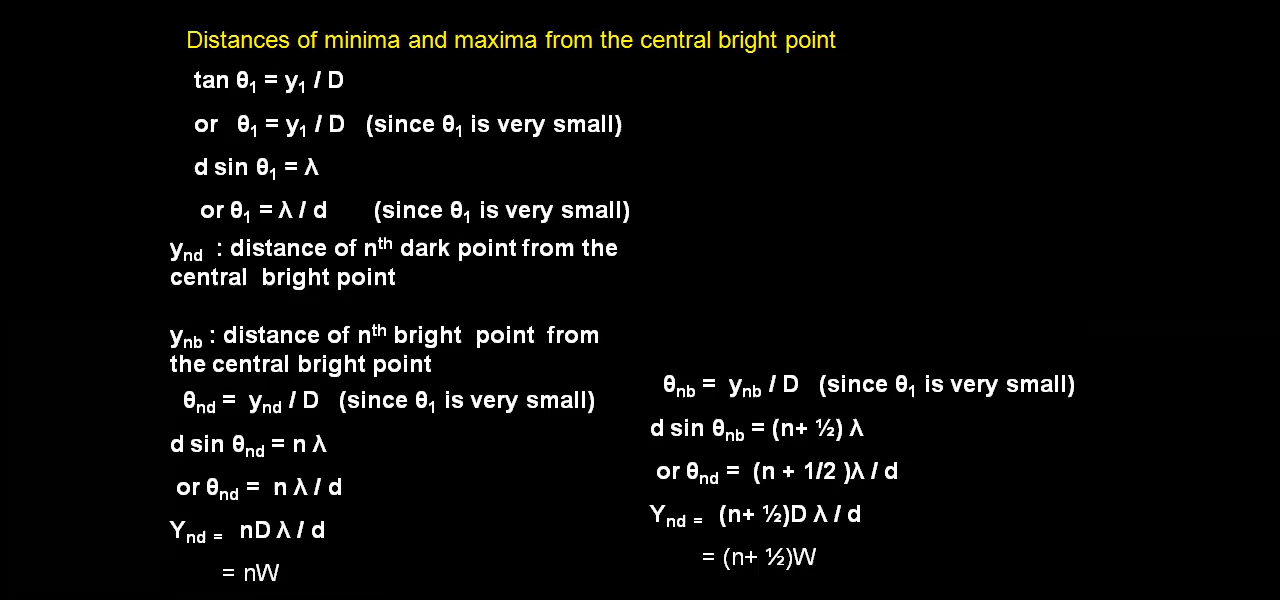 Distances of minima and maxima from the central bright point
tan θ₁ = y₁ / D
or θ₁ = y₁ / D (since θ₁ is very small)
d sin θ₁ = λ
or θ₁ = λ / d (since θ₁ is very small)
yₙd : distance of nᵗʰ dark point from the
central bright point
yₙb : distance of nᵗʰ bright point from
the central bright point
θₙd = yₙd / D (since θ₁ is very small)
d sin θₙd = n λ
or θₙd = n λ / d
Yₙd = nD λ / d
= nW
θₙb = yₙb / D (since θ₁ is very small)
d sin θₙb = (n+ ½) λ
or θₙd = (n + 1/2 )λ / d
Yₙd = (n+ ½)D λ / d
= (n+ ½)W